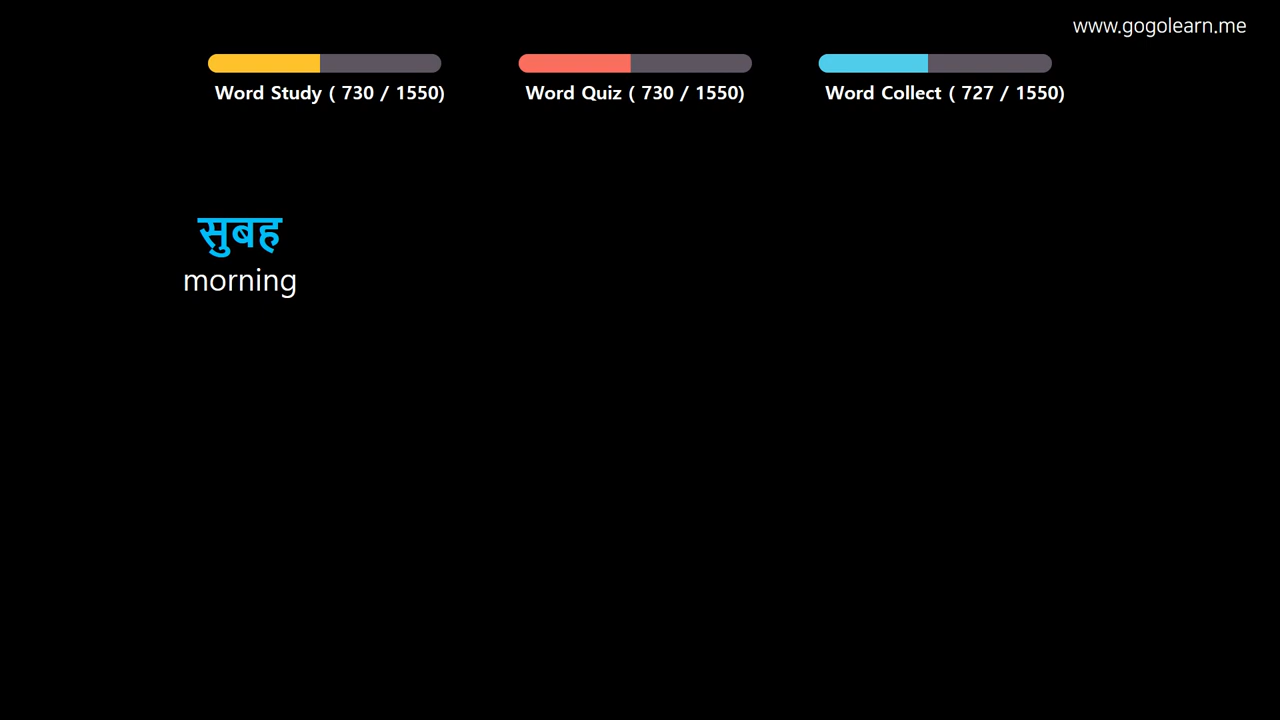 www.gogolearn.me
Word Study ( 730 / 1550)
Word Quiz ( 730 / 1550)
Word Collect ( 727 / 1550)
सुबह
morning